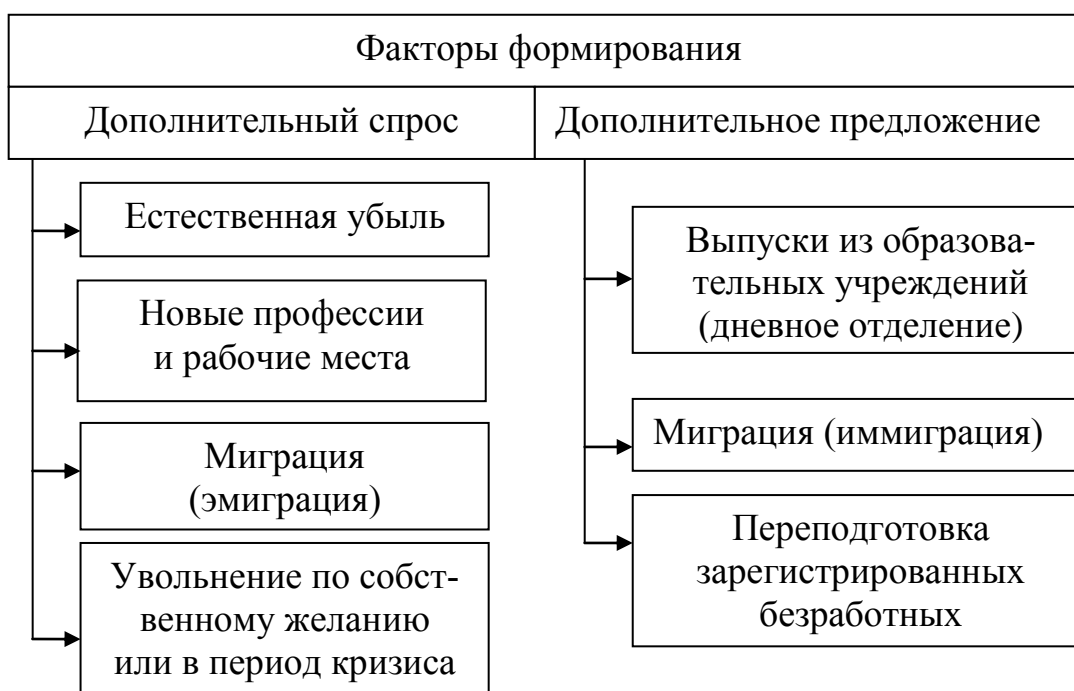 Факторы формирования
Дополнительный спрос
Дополнительное предложение
Естественная убыль
Новые профессии
и рабочие места
Миграция
(эмиграция)
Увольнение по собст-
венному желанию
или в период кризиса
Выпуски из образова-
тельных учреждений
(дневное отделение)
Миграция (иммиграция)
Переподготовка
зарегистрированных
безработных